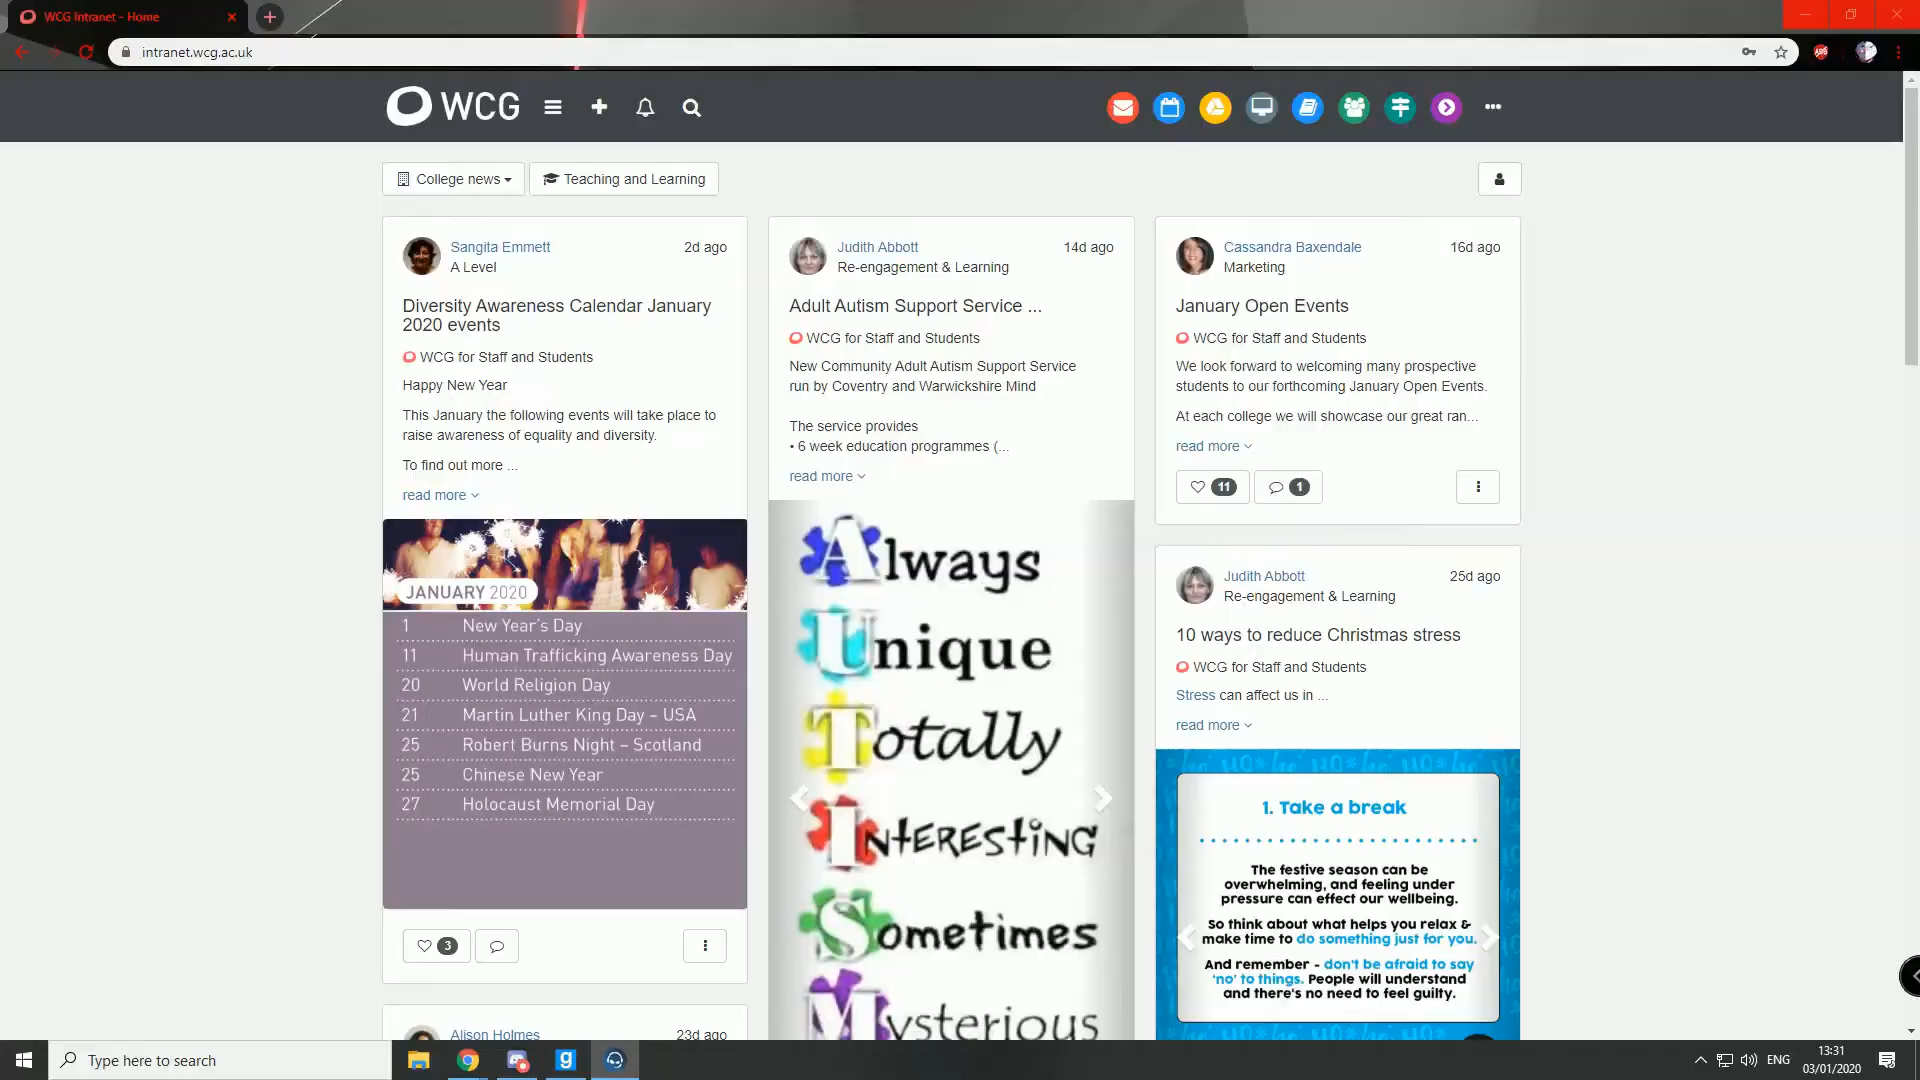 WCG Intranet - Home
intranet.wcg.ac.uk
WCG
College news
Teaching and Learning
Sangita Emmett
2d ago
A Level
Diversity Awareness Calendar January
2020 events
WCG for Staff and Students
Happy New Year
This January the following events will take place to
raise awareness of equality and diversity.
To find out more ...
read more
JANUARY 2020
1 New Year's Day
11 Human Trafficking Awareness Day
20 World Religion Day
21 Martin Luther King Day – USA
25 Robert Burns Night – Scotland
25 Chinese New Year
27 Holocaust Memorial Day
3
Alison Holmes
23d ago
Judith Abbott
14d ago
Re-engagement & Learning
Adult Autism Support Service ...
WCG for Staff and Students
New Community Adult Autism Support Service
run by Coventry and Warwickshire Mind
The service provides
• 6 week education programmes (...
read more
Always
Unique
Totally
INTERESTING
Sometimes
Mysterious
Cassandra Baxendale
16d ago
Marketing
January Open Events
WCG for Staff and Students
We look forward to welcoming many prospective
students to our forthcoming January Open Events.
At each college we will showcase our great ran...
read more
11
1
Judith Abbott
25d ago
Re-engagement & Learning
10 ways to reduce Christmas stress
WCG for Staff and Students
Stress can affect us in ...
read more
1. Take a break
The festive season can be
overwhelming, and feeling under
pressure can effect our wellbeing.
So think about what helps you relax &
make time to do something just for you.
And remember - don't be afraid to say
'no' to things. People will understand
and there's no need to feel guilty.
Type here to search
ENG
13:31
03/01/2020